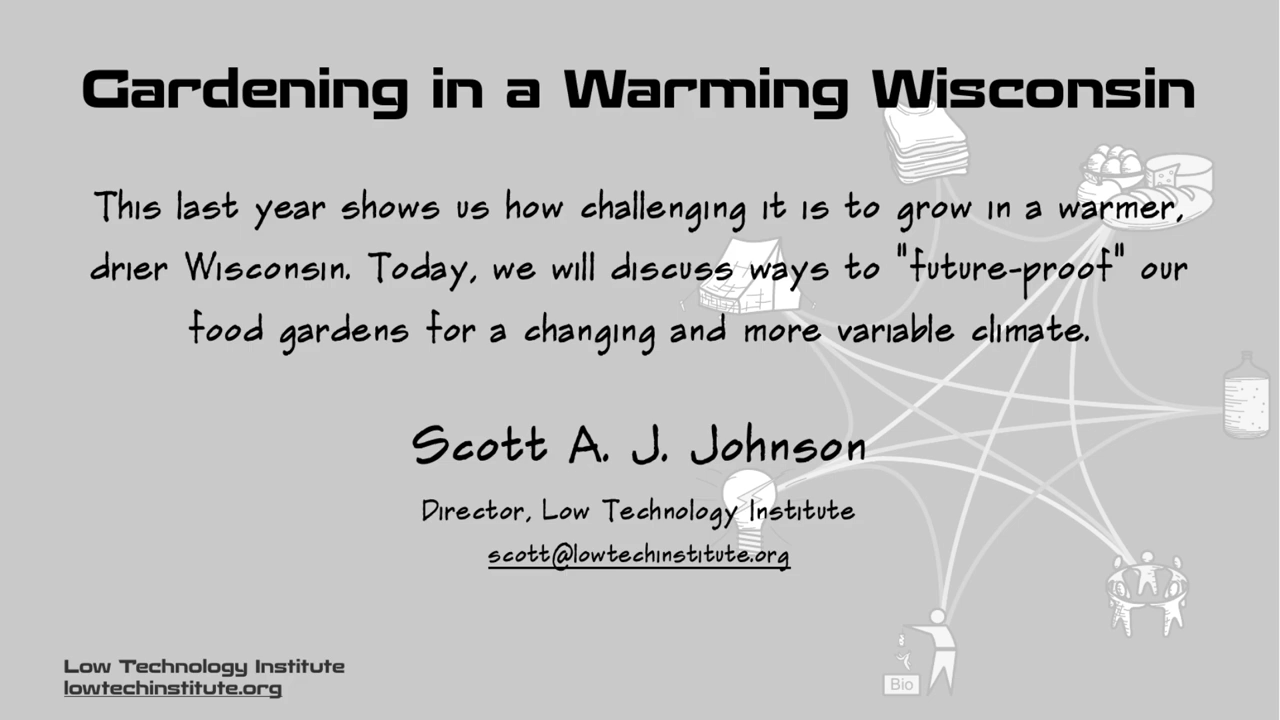 Gardening in a Warming Wisconsin
This last year shows us how challenging it is to grow in a warmer,
drier Wisconsin. Today, we will discuss ways to "future-proof" our
food gardens for a changing and more variable climate.
Scott A. J. Johnson
Director, Low Technology Institute
scott@lowtechinstitute.org
Bio
Low Technology Institute
lowtechinstitute.org